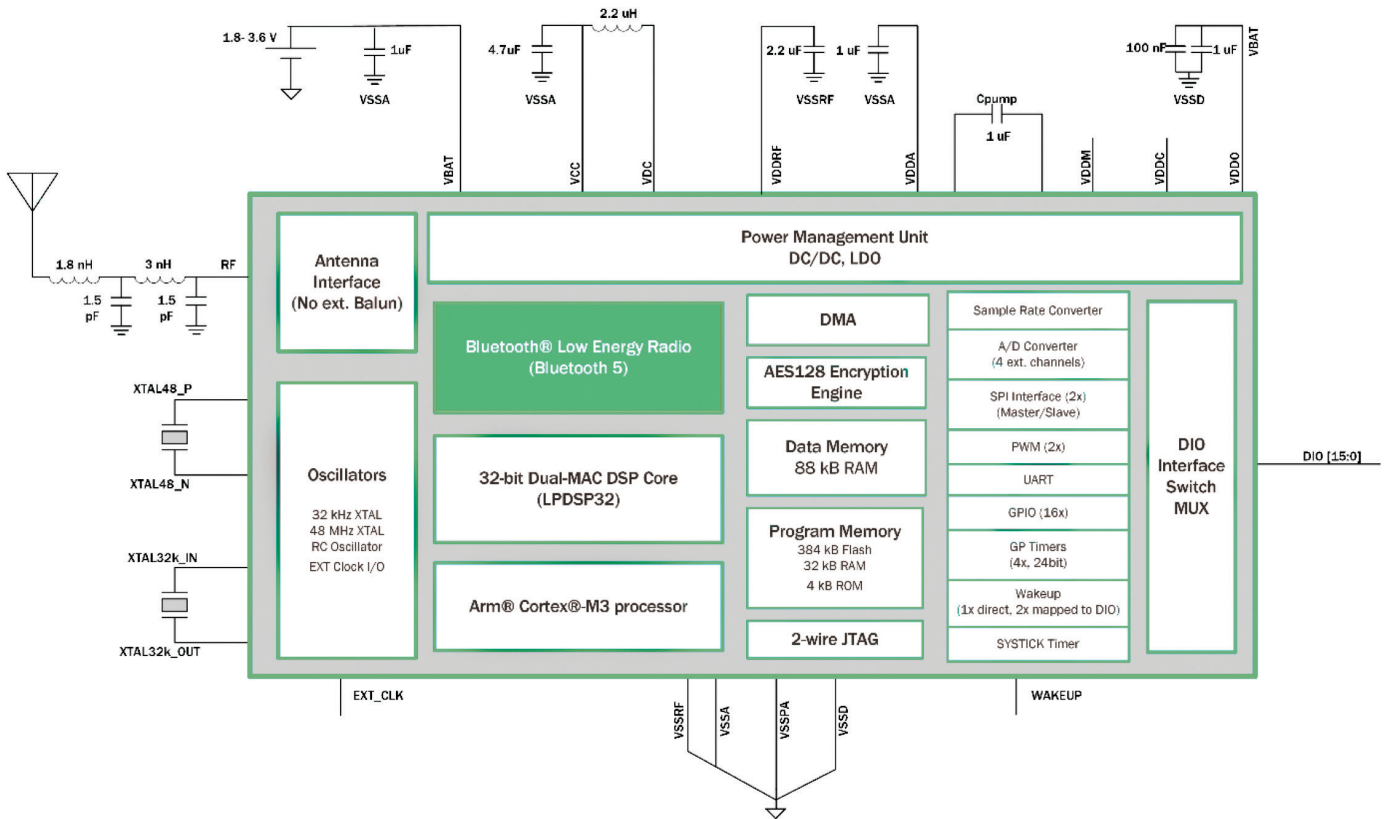 2.2 uH
1.8- 3.6 V
1uF
VSSA
4.7uF
VSSA
2.2 uF
VSSRF
1 uF
VSSA
Cpump
1 uF
100 nF
1 uF
VSSD
VBAT
VBAT
VCC
VDC
VDDRF
VDDA
VDDM
VDDC
VDDO
1.8 nH
3 nH
RF
1.5
pF
1.5
pF
Antenna
Interface
(No ext. Balun)
Power Management Unit
DC/DC, LDO
Bluetooth® Low Energy Radio
(Bluetooth 5)
DMA
AES128 Encryption
Engine
Data Memory
88 kB RAM
Program Memory
384 kB Flash
32 kB RAM
4 kB ROM
2-wire JTAG
Sample Rate Converter
A/D Converter
(4 ext. channels)
SPI Interface (2x)
(Master/Slave)
PWM (2x)
UART
GPIO (16x)
GP Timers
(4x, 24bit)
Wakeup
(1x direct, 2x mapped to DIO)
SYSTICK Timer
DIO
Interface
Switch
MUX
DIO [15:0]
XTAL48_P
XTAL48_N
XTAL32k_IN
XTAL32k_OUT
Oscillators
32 kHz XTAL
48 MHz XTAL
RC Oscillator
EXT Clock I/O
32-bit Dual-MAC DSP Core
(LPDSP32)
Arm® Cortex®-M3 processor
EXT_CLK
VSSRF
VSSA
VSSPA
VSSD
WAKEUP